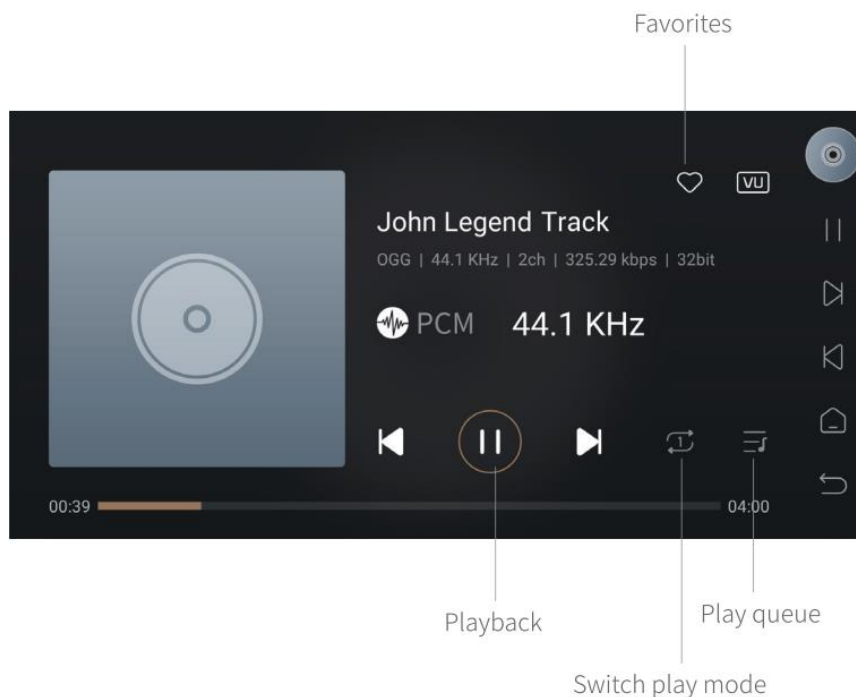 Favorites
VU
John Legend Track
OGG | 44.1 KHz | 2ch | 325.29 kbps | 32bit
PCM 44.1 KHz
1
00:39 04:00
Playback
Play queue
Switch play mode